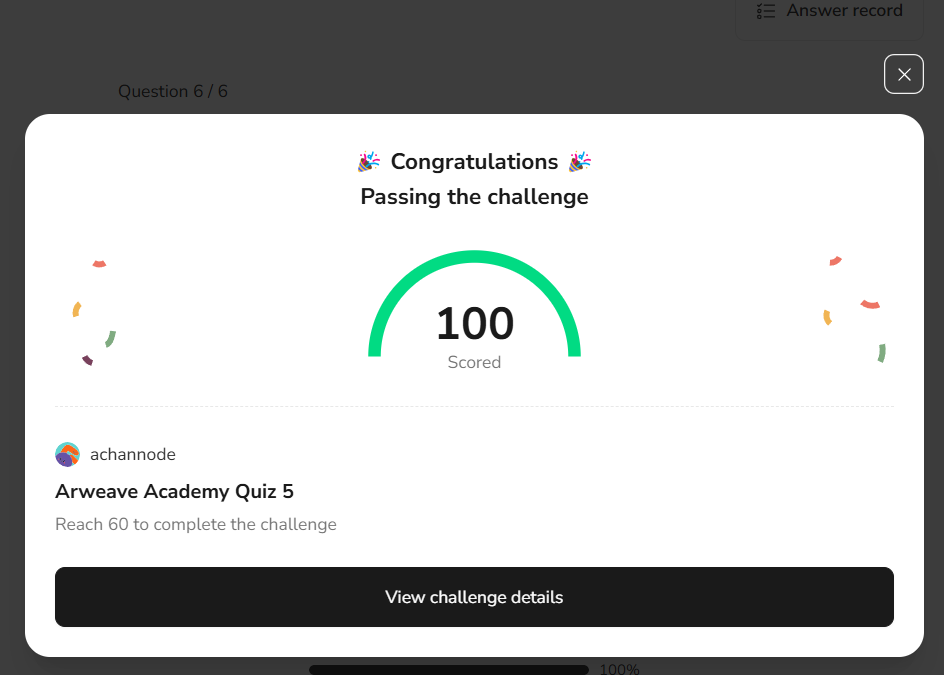 Answer record
Question 6 / 6
Congratulations
Passing the challenge
100
Scored
achannode
Arweave Academy Quiz 5
Reach 60 to complete the challenge
View challenge details
100%